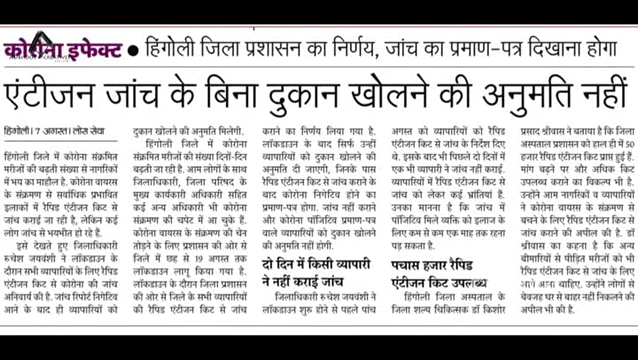 कोरोना इफेक्ट ● हिंगोली जिला प्रशासन का निर्णय, जांच का प्रमाण-पत्र दिखाना होगा
एंटीजन जांच के बिना दुकान खोलने की अनुमति नहीं
हिंगोली। 7 अगस्त। लोस सेवा
हिंगोली जिले में कोरोना संक्रमित
मरीजों की बढ़ती संख्या से नागरिकों
में भय का माहौल है. कोरोना वायरस
के संक्रमण से सर्वाधिक प्रभावित
इलाकों में रैपिड एंटिजन किट से
जांच कराई जा रही है, लेकिन कई
लोग जांच से भयभीत हो रहे हैं.
इसे देखते हुए जिलाधिकारी
रुचेश जयवंशी ने लॉकडाउन के
दौरान सभी व्यापारियों के लिए रैपिड
एंटिजन किट से कोरोना की जांच
अनिवार्य की है. जांच रिपोर्ट निगेटिव
आने के बाद ही व्यापारियों को
दुकान खोलने की अनुमति मिलेगी.
हिंगोली जिले में कोरोना
संक्रमित मरीजों की संख्या दिनों-दिन
बढ़ती जा रही है. आम लोगों के साथ
जिलाधिकारी, जिला परिषद के
मुख्य कार्यकारी अधिकारी सहित
कई अन्य अधिकारी भी कोरोना
संक्रमण की चपेट में आ चुके हैं.
कोरोना वायरस के संक्रमण की चेन
तोड़ने के लिए प्रशासन की ओर से
जिले में छह से 19 अगस्त तक
लॉकडाउन लागू किया गया है.
लॉकडाउन के दौरान जिला प्रशासन
की ओर से जिले के सभी व्यापारियों
की रैपिड एंटिजन किट से जांच
कराने का निर्णय लिया गया है.
लॉकडाउन के बाद सिर्फ उन्हीं
व्यापारियों को दुकान खोलने की
अनुमति दी जाएगी, जिनके पास
रैपिड एंटिजन किट से जांच कराने के
बाद कोरोना निगेटिव होने का
प्रमाण-पत्र होगा. जांच नहीं कराने
और कोरोना पॉजिटिव प्रमाण-पत्र
वाले व्यापारियों को दुकान खोलने की
अनुमति नहीं होगी.
दो दिन में किसी व्यापारी
ने नहीं कराई जांच
जिलाधिकारी रुचेश जयवंशी ने
लॉकडाउन शुरू होने से पहले पांच
अगस्त को व्यापारियों को रैपिड
एंटिजन किट से जांच के निर्देश दिए
थे. इसके बाद भी पिछले दो दिनों में
एक भी व्यापारी ने जांच नहीं कराई.
व्यापारियों में रैपिड एंटिजन किट से
जांच को लेकर कई भ्रांतियां हैं.
उनका मानना है कि जांच में
पॉजिटिव मिले व्यक्ति को इलाज के
लिए कम से कम एक माह तक रहना
पड़ सकता है.
पचास हजार रैपिड
एंटिजन किट उपलब्ध
हिंगोली जिला अस्पताल के
जिला शल्य चिकित्सक डॉ किशोर
प्रसाद श्रीवास ने बताया है कि जिला
अस्पताल प्रशासन को हाल ही में 50
हजार रैपिड एंटिजन किट प्राप्त हुई हैं.
मांग बढ़ने पर और अधिक किट
उपलब्ध कराने का विकल्प भी है.
उन्होंने आम नागरिकों व व्यापारियों
ने कोरोना वायरस के संक्रमण से
बचने के लिए रैपिड एंटिजन किट से
जांच कराने की अपील की है. डॉ
श्रीवास का कहना है कि अन्य
बीमारियों से पीड़ित मरीजों को भी
रैपिड एंटिजन किट से जांच के लिए
आगे आना चाहिए. उन्होंने लोगों से
बेवजह घर से बाहर नहीं निकलने की
अपील भी की है.